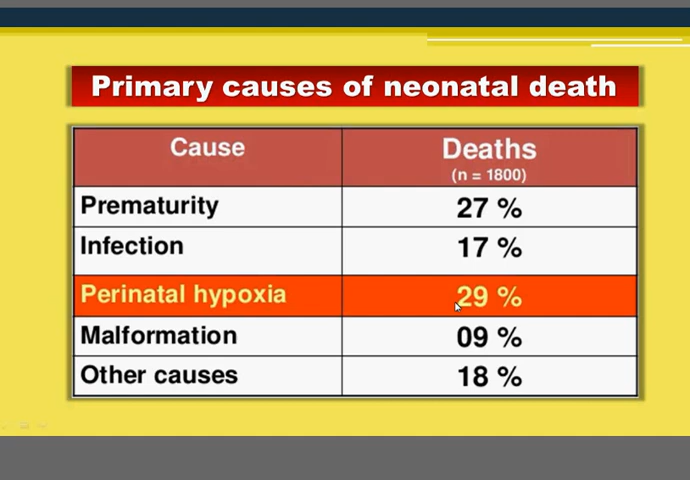 Primary causes of neonatal death
Cause Deaths
(n = 1800)
Prematurity 27 %
Infection 17 %
Perinatal hypoxia 29 %
Malformation 09 %
Other causes 18 %